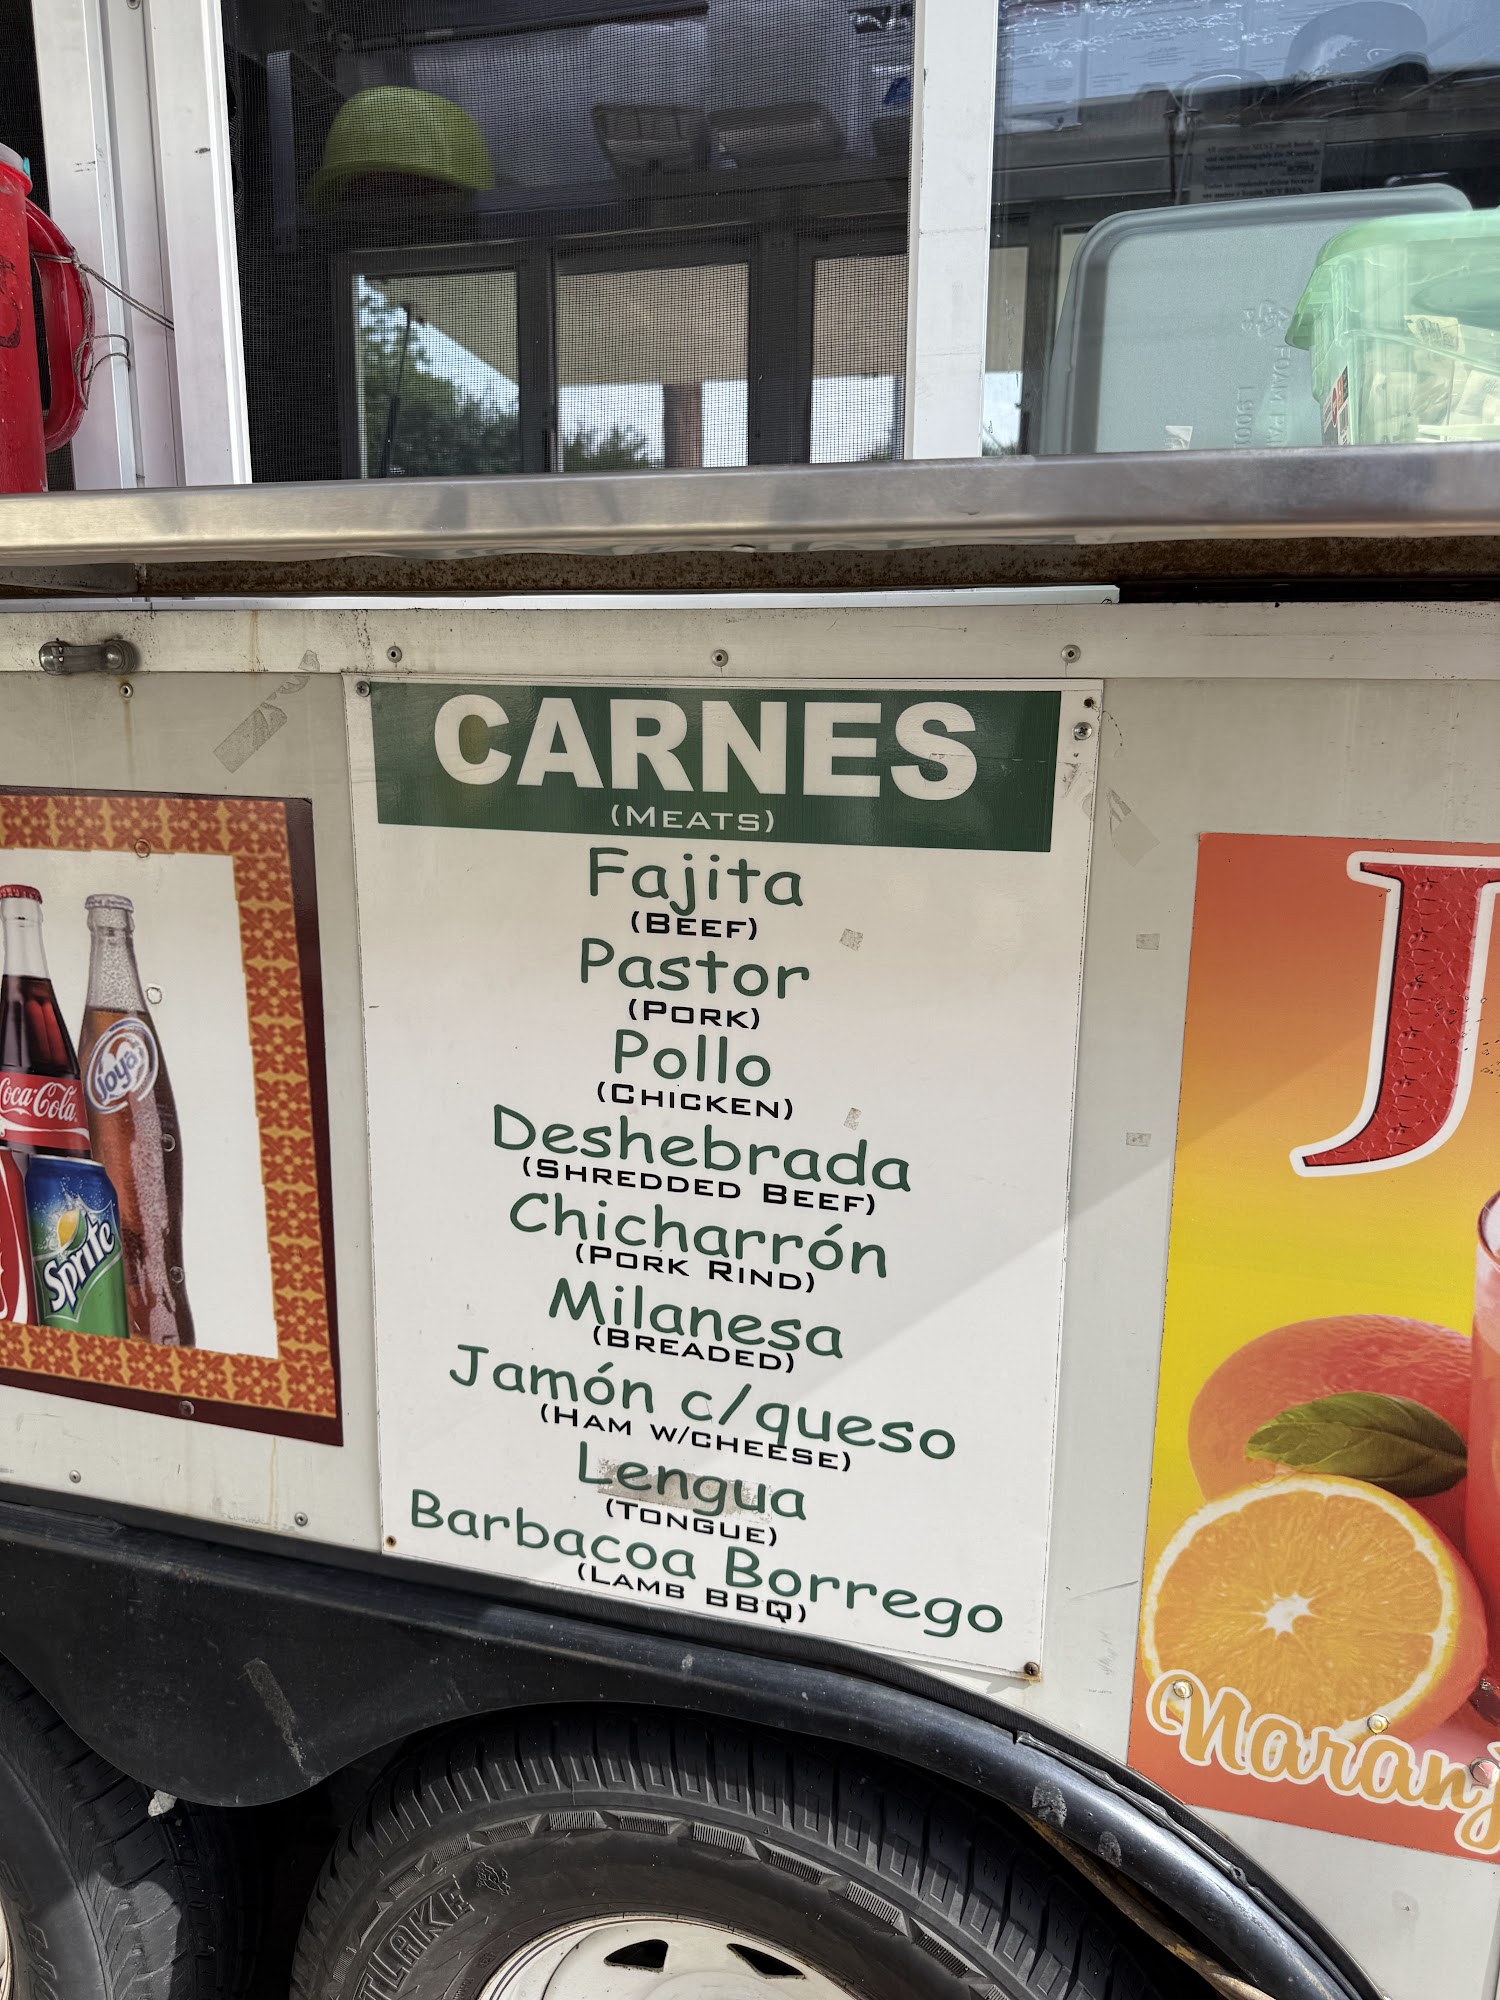 CARNES
(MEATS)
Fajita
(BEEF)
Pastor
(PORK)
Pollo
(CHICKEN)
Deshebrada
(SHREDDED BEEF)
Chicharrón
(PORK RIND)
Milanesa
(BREADED)
Jamón c/queso
(HAM W/CHEESE)
Lengua
(TONGUE)
Barbacoa Borrego
(LAMB BBQ)
Coca-Cola
Joya
Sprite
J
Naranj
TLAKE